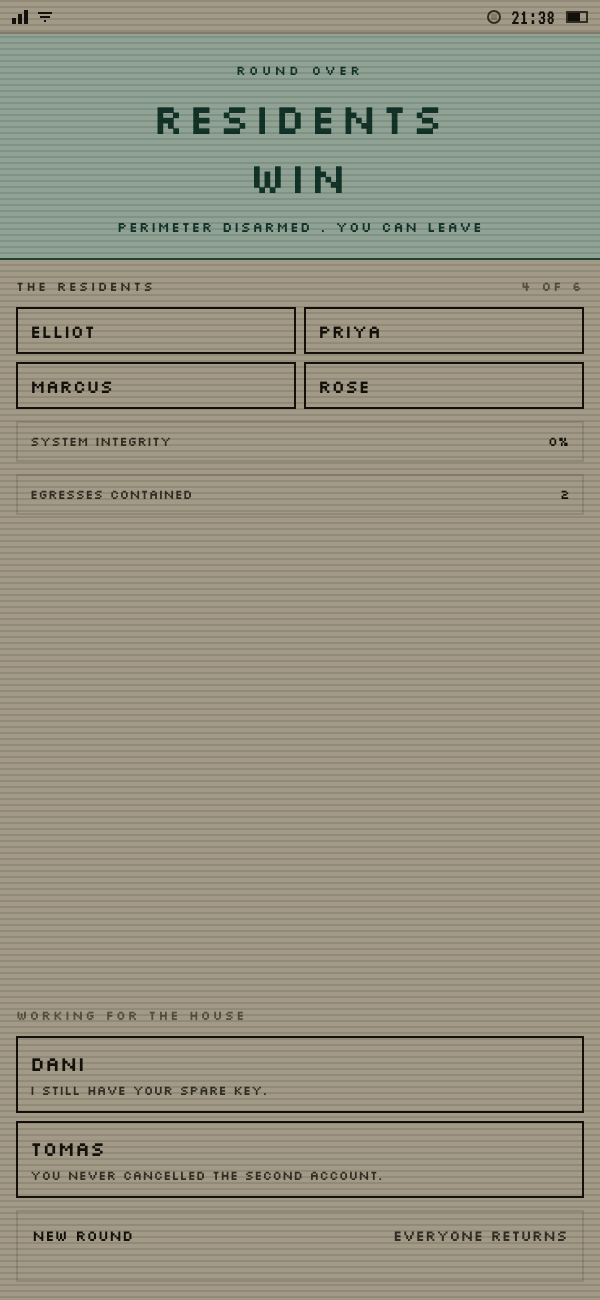 21:38
ROUND OVER
RESIDENTS
WIN
PERIMETER DISARMED . YOU CAN LEAVE
THE RESIDENTS 4 OF 6
ELLIOT PRIYA
MARCUS ROSE
SYSTEM INTEGRITY 0%
EGRESSES CONTAINED 2
WORKING FOR THE HOUSE
DANI
I STILL HAVE YOUR SPARE KEY.
TOMAS
YOU NEVER CANCELLED THE SECOND ACCOUNT.
NEW ROUND EVERYONE RETURNS